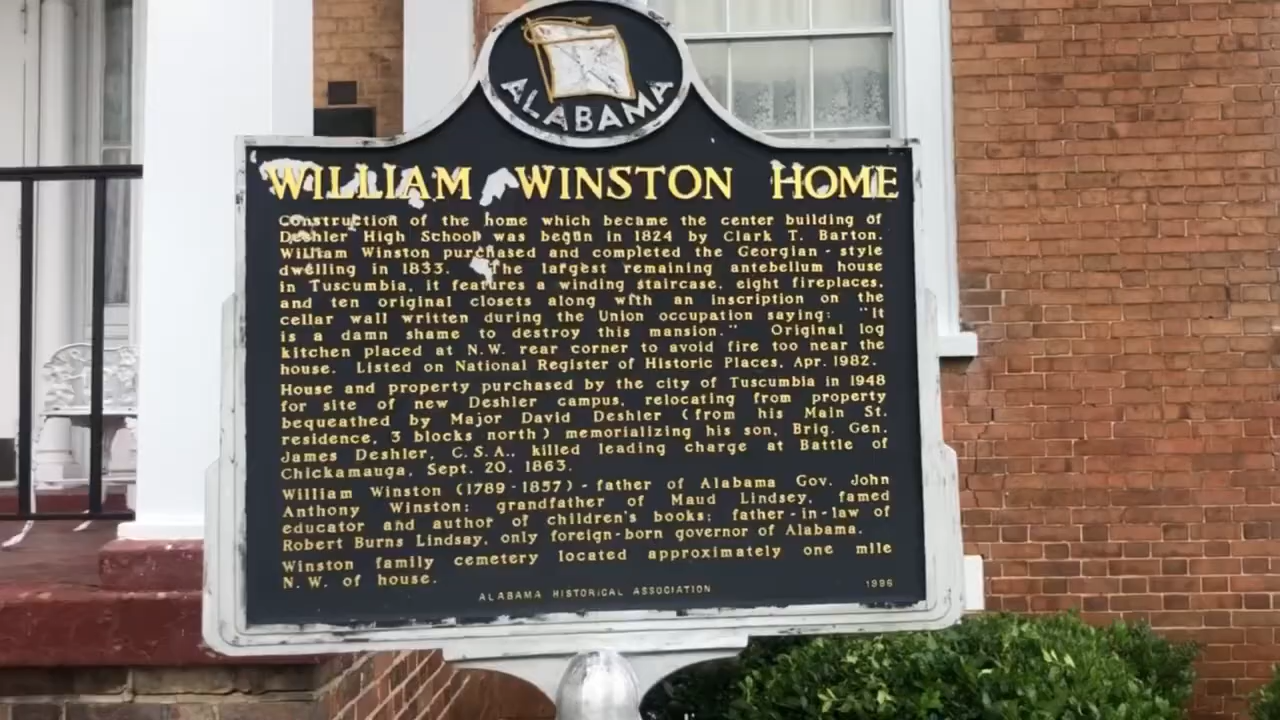 ALABAMA
WILLIAM WINSTON HOME
Construction of the home which became the center building of
Deshler High School was begun in 1824 by Clark T. Barton.
William Winston purchased and completed the Georgian-style
dwelling in 1833. The largest remaining antebellum house
in Tuscumbia, it features a winding staircase, eight fireplaces,
and ten original closets along with an inscription on the
cellar wall written during the Union occupation saying: "It
is a damn shame to destroy this mansion." Original log
kitchen placed at N.W. rear corner to avoid fire too near the
house. Listed on National Register of Historic Places, Apr. 1982.
House and property purchased by the city of Tuscumbia in 1948
for site of new Deshler campus, relocating from property
bequeathed by Major David Deshler (from his Main St.
residence, 3 blocks north) memorializing his son, Brig. Gen.
James Deshler, C.S.A., killed leading charge at Battle of
Chickamauga, Sept. 20, 1863.
William Winston (1789-1857)-father of Alabama Gov. John
Anthony Winston; grandfather of Maud Lindsey, famed
educator and author of children's books; father-in-law of
Robert Burns Lindsay, only foreign-born governor of Alabama.
Winston family cemetery located approximately one mile
N.W. of house.
ALABAMA HISTORICAL ASSOCIATION 1996